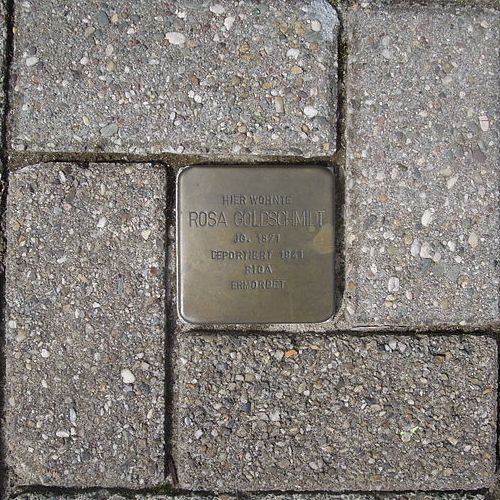 HIER WOHNTE
ROSA GOLDSCHMIDT
JG. 1871
DEPORTIERT 1941
RIGA
ERMORDET